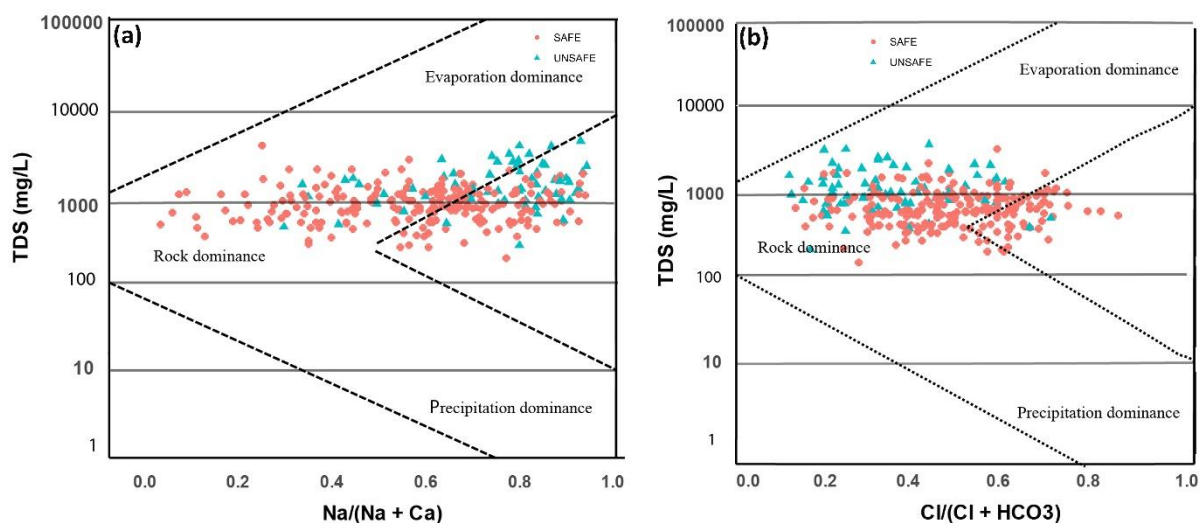 (a)
SAFE
UNSAFE
Evaporation dominance
Rock dominance
Precipitation dominance
100000
10000
1000
100
10
1
TDS (mg/L)
0.0 0.2 0.4 0.6 0.8 1.0
Na/(Na + Ca)
(b)
SAFE
UNSAFE
Evaporation dominance
Rock dominance
Precipitation dominance
100000
10000
1000
100
10
1
TDS (mg/L)
0.0 0.2 0.4 0.6 0.8 1.0
Cl/(Cl + HCO3)